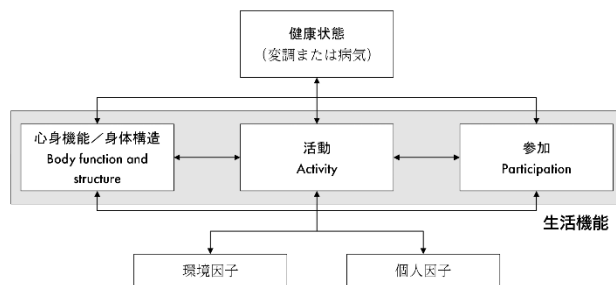 健康状態
（変調または病気）
心身機能／身体構造
Body function and
structure
活動
Activity
参加
Participation
生活機能
環境因子
個人因子